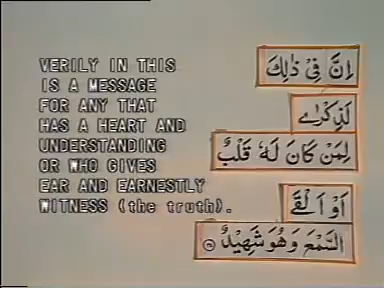 VERILY IN THIS
IS A MESSAGE
FOR ANY THAT
HAS A HEART AND
UNDERSTANDING
OR WHO GIVES
EAR AND EARNESTLY
WITNESS (the truth).
اِنَّ فِىْ ذٰلِكَ
لَذِكْرٰے
لِمَنْ كَانَ لَهٗ قَلْبٌ
اَوْ اَلْقَے
السَّمْعَ وَهُوَ شَهِيْدٌ